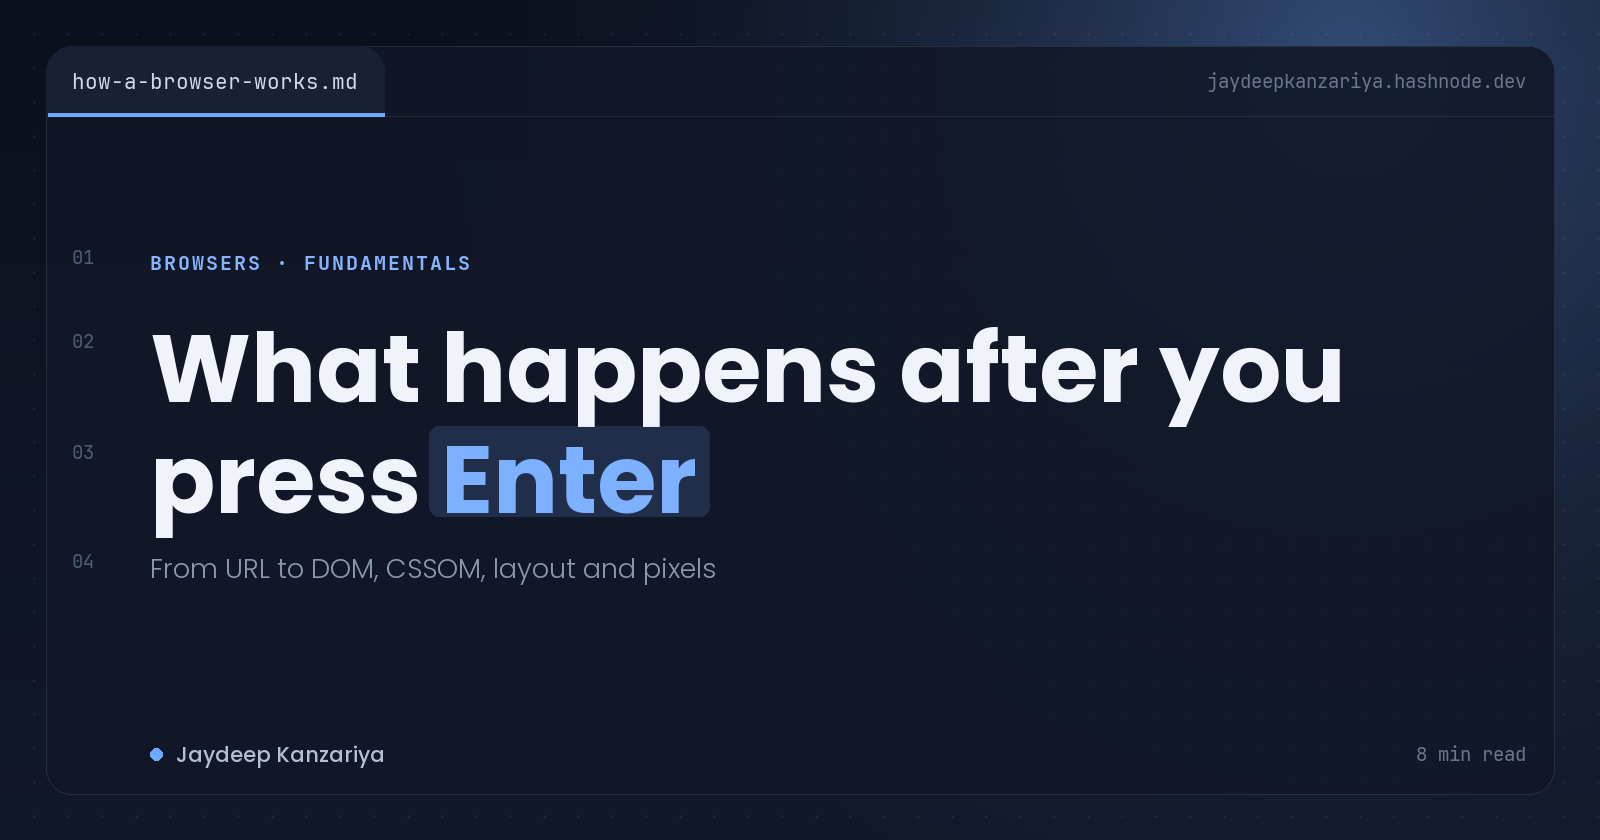 how-a-browser-works.md
jaydeepkanzariya.hashnode.dev
01
BROWSERS · FUNDAMENTALS
02
What happens after you
03
press Enter
04
From URL to DOM, CSSOM, layout and pixels
Jaydeep Kanzariya
8 min read